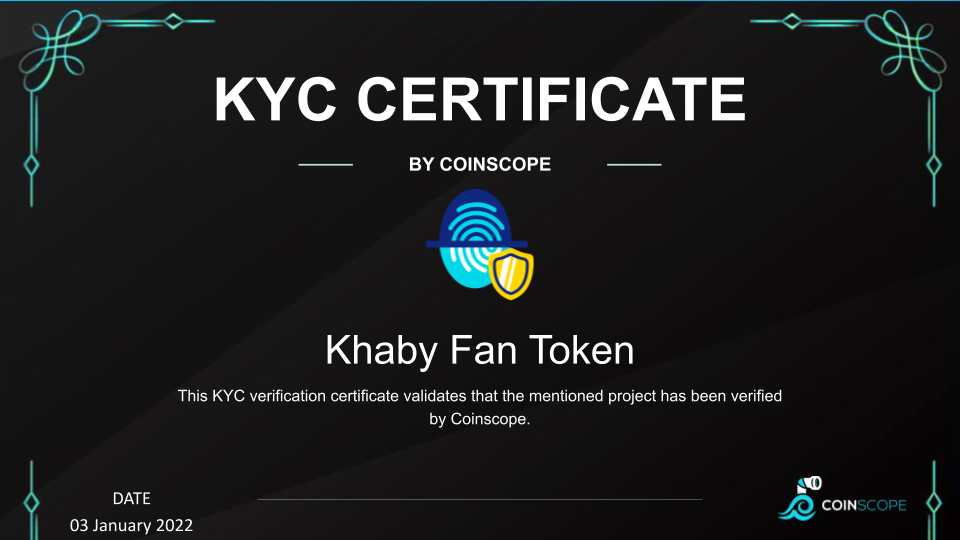 KYC CERTIFICATE
BY COINSCOPE
Khaby Fan Token
This KYC verification certificate validates that the mentioned project has been verified
by Coinscope.
DATE
03 January 2022
COINSCOPE